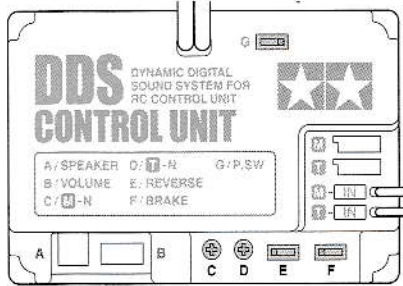 G
DDS
DYNAMIC DIGITAL
SOUND SYSTEM FOR
RC CONTROL UNIT
CONTROL UNIT
A/SPEAKER D/T-N G/P.SW
B/VOLUME E/REVERSE
C/M-N F/BRAKE
M
T
M-IN
T-IN
A B C D E F